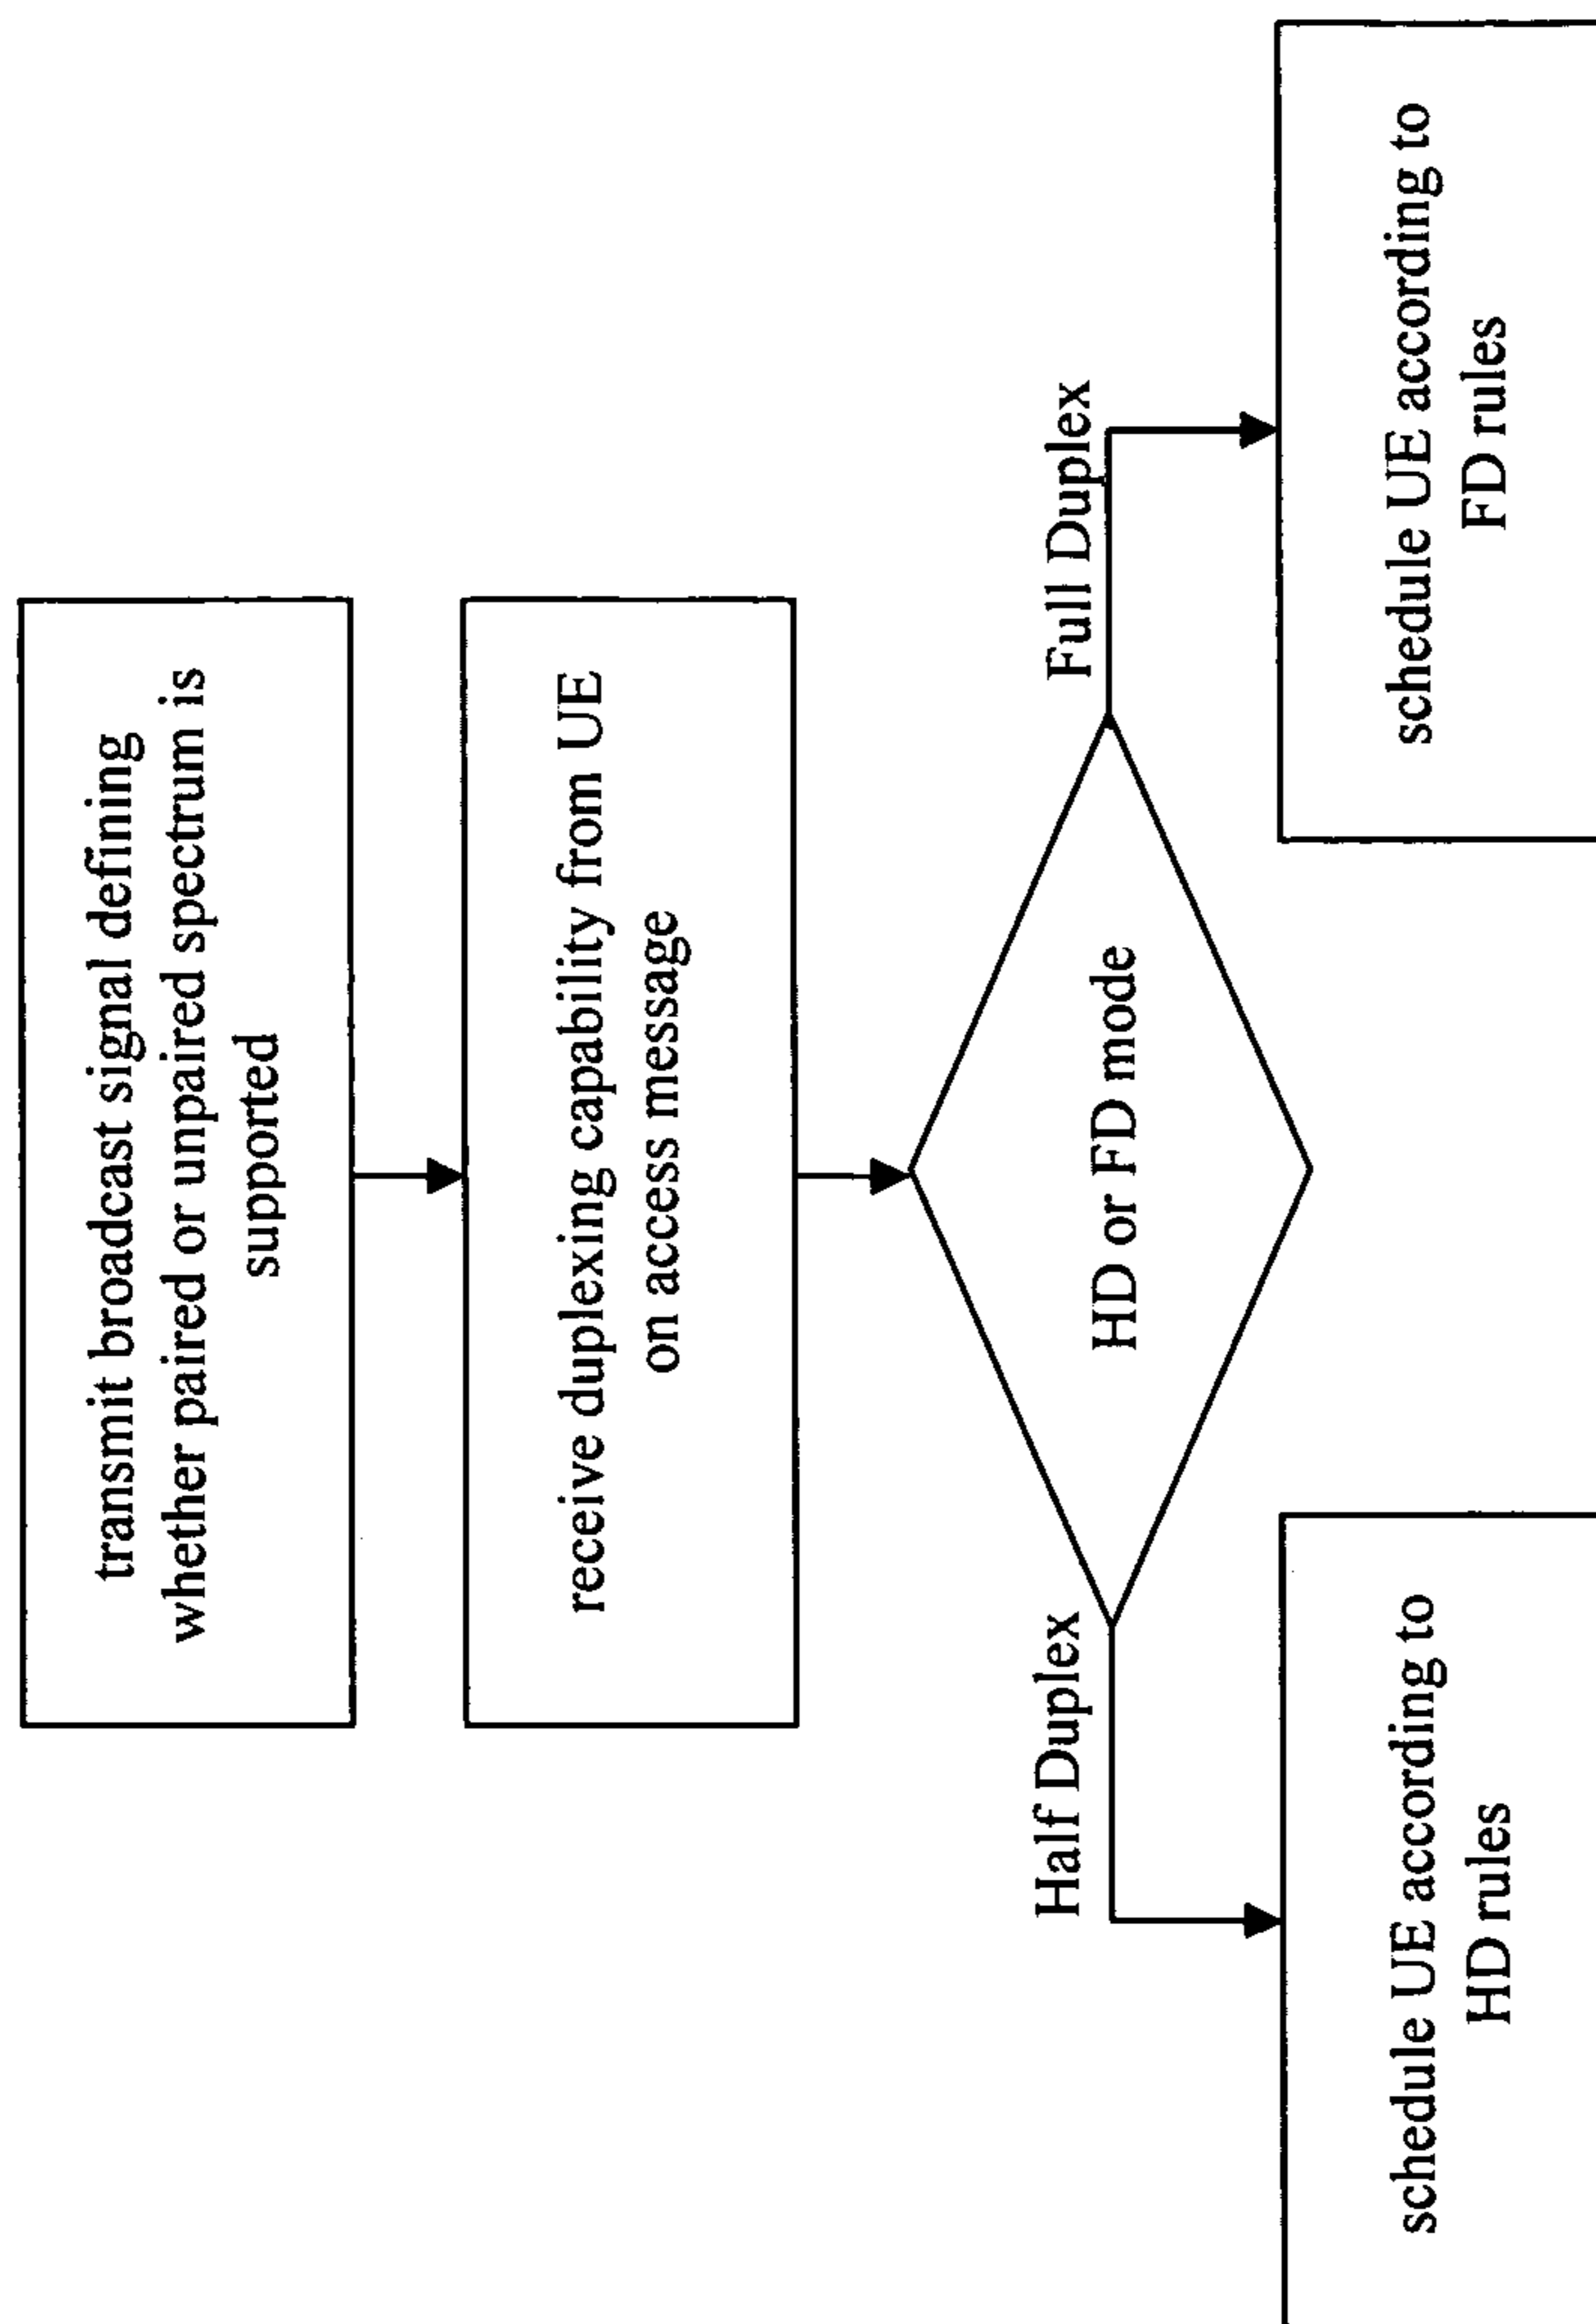 transmit broadcast signal defining
whether paired or unpaired spectrum is
supported
receive duplexing capability from UE
on access message
HD or FD mode
Half Duplex
Full Duplex
schedule UE according to
HD rules
schedule UE according to
FD rules